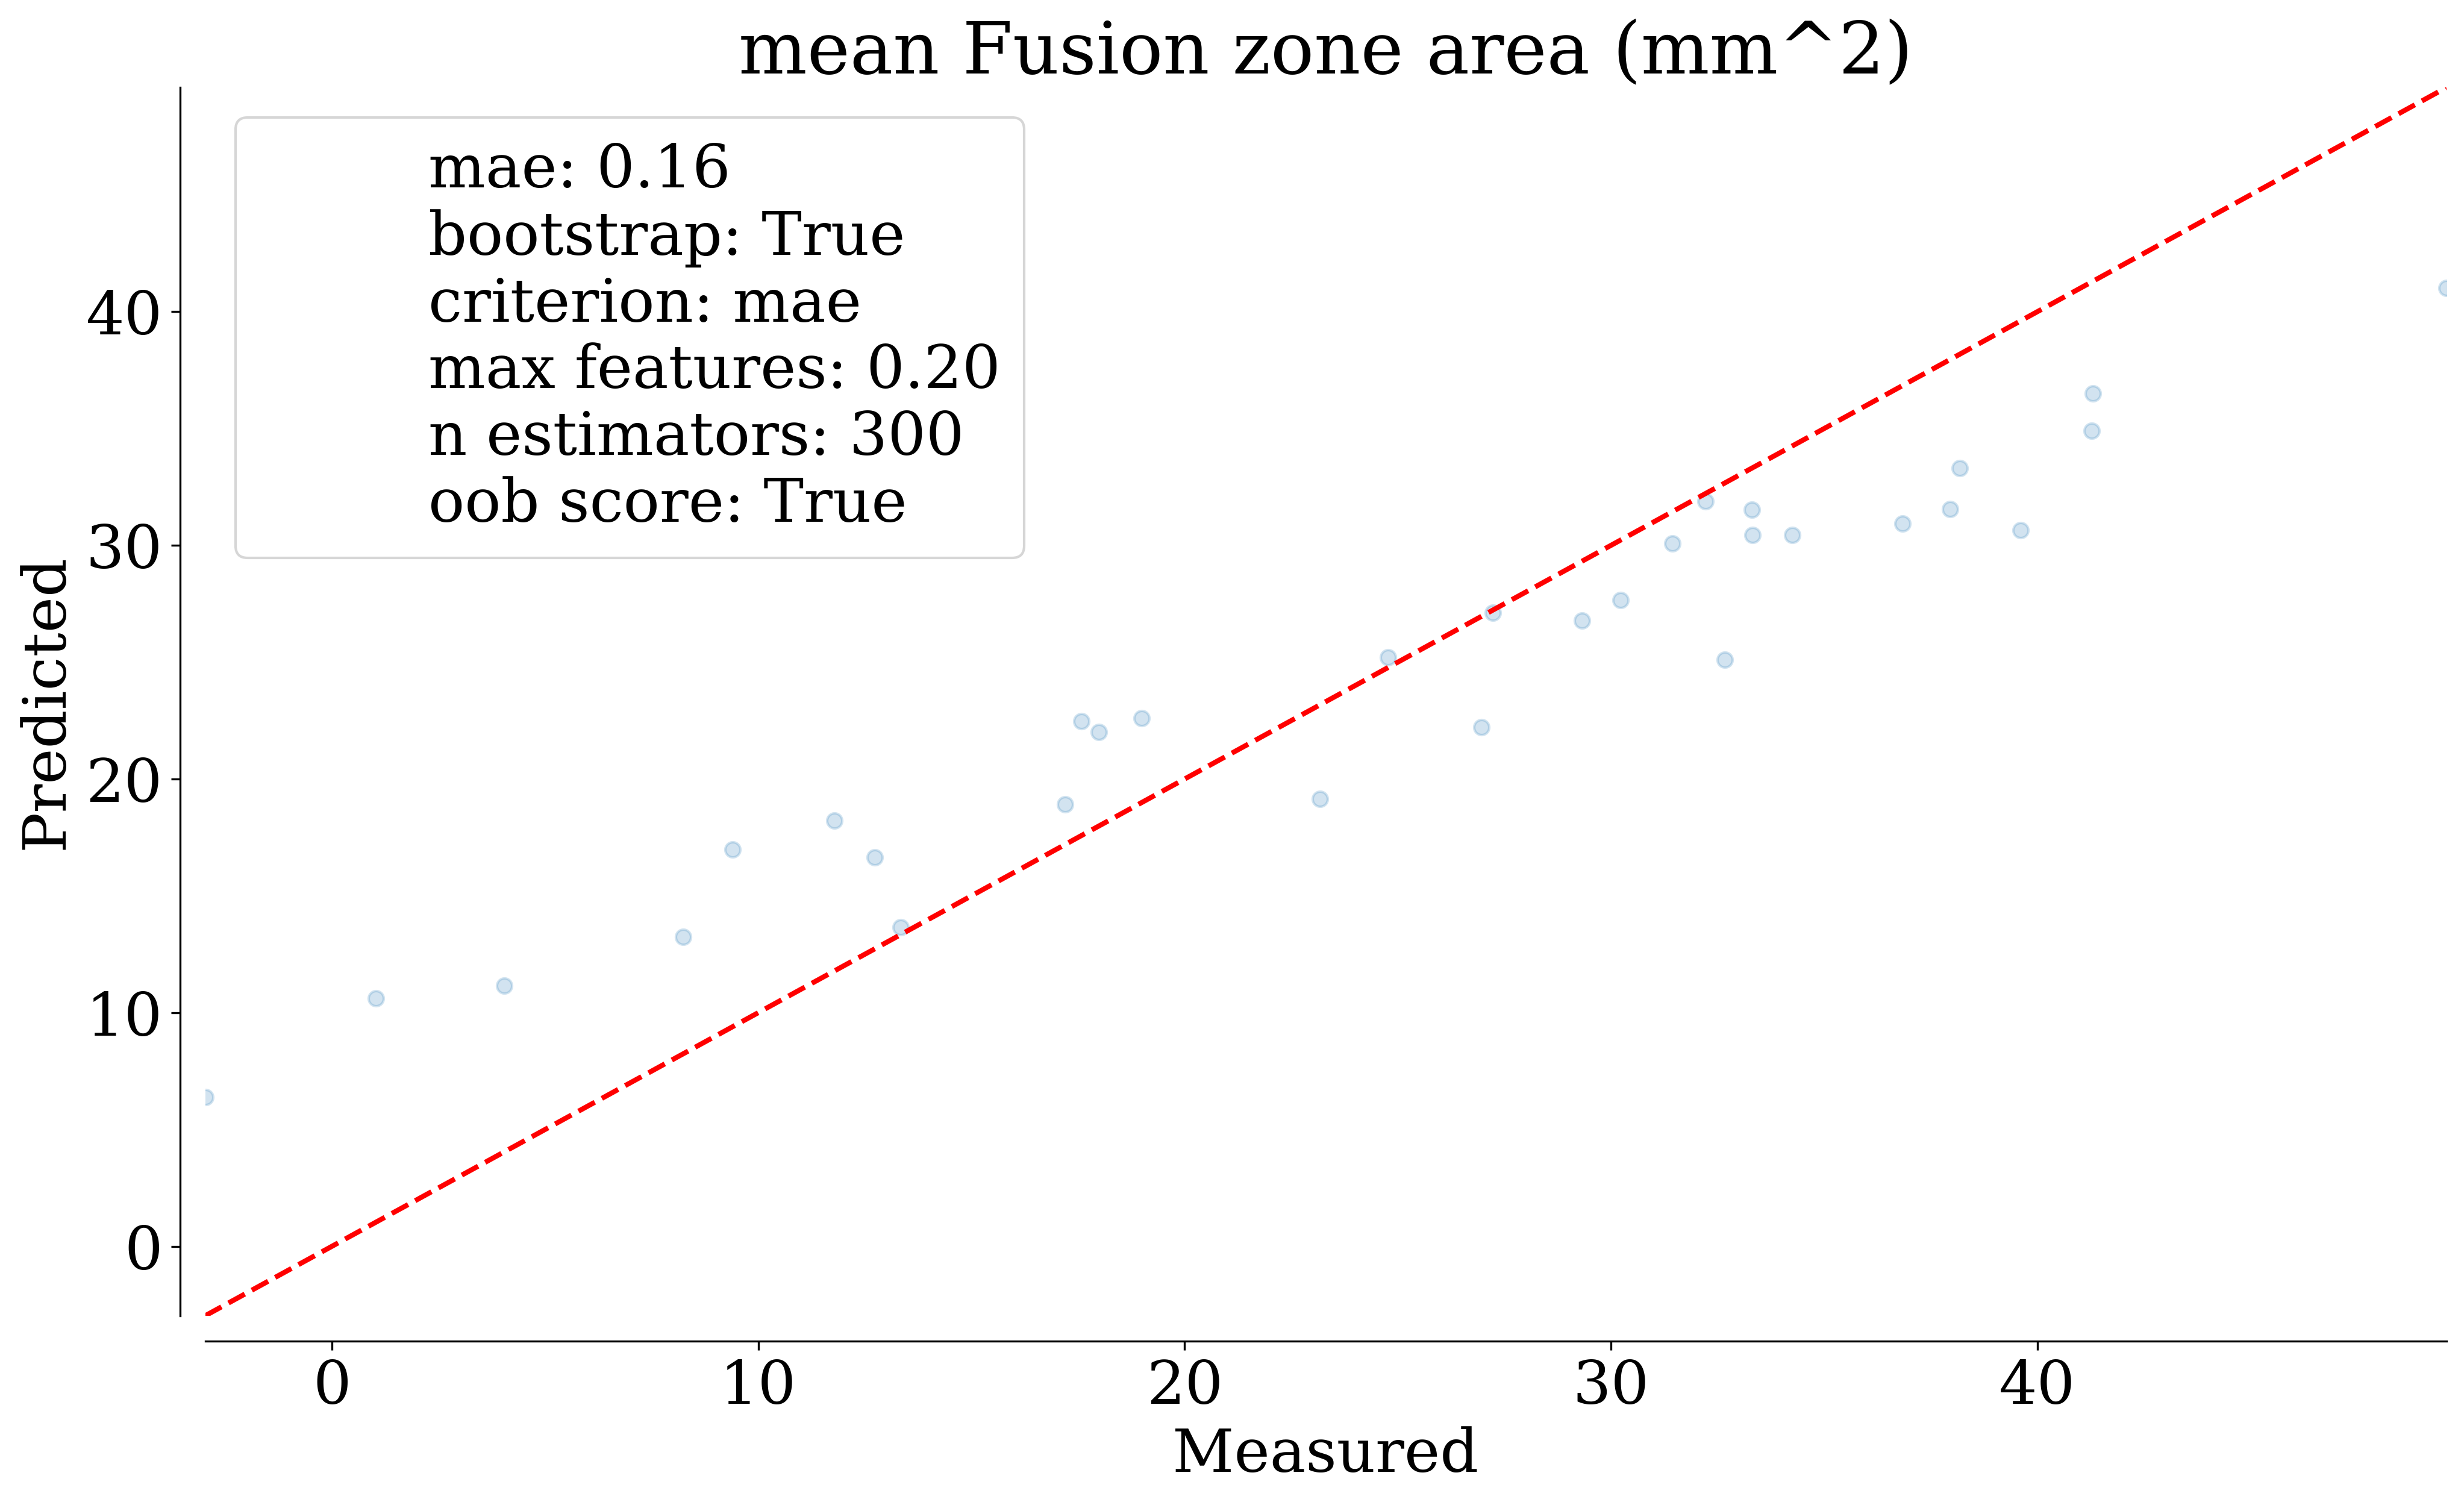 mean Fusion zone area (mm^2)
mae: 0.16
bootstrap: True
criterion: mae
max features: 0.20
n estimators: 300
oob score: True
Predicted
40
30
20
10
0
0 10 20 30 40
Measured